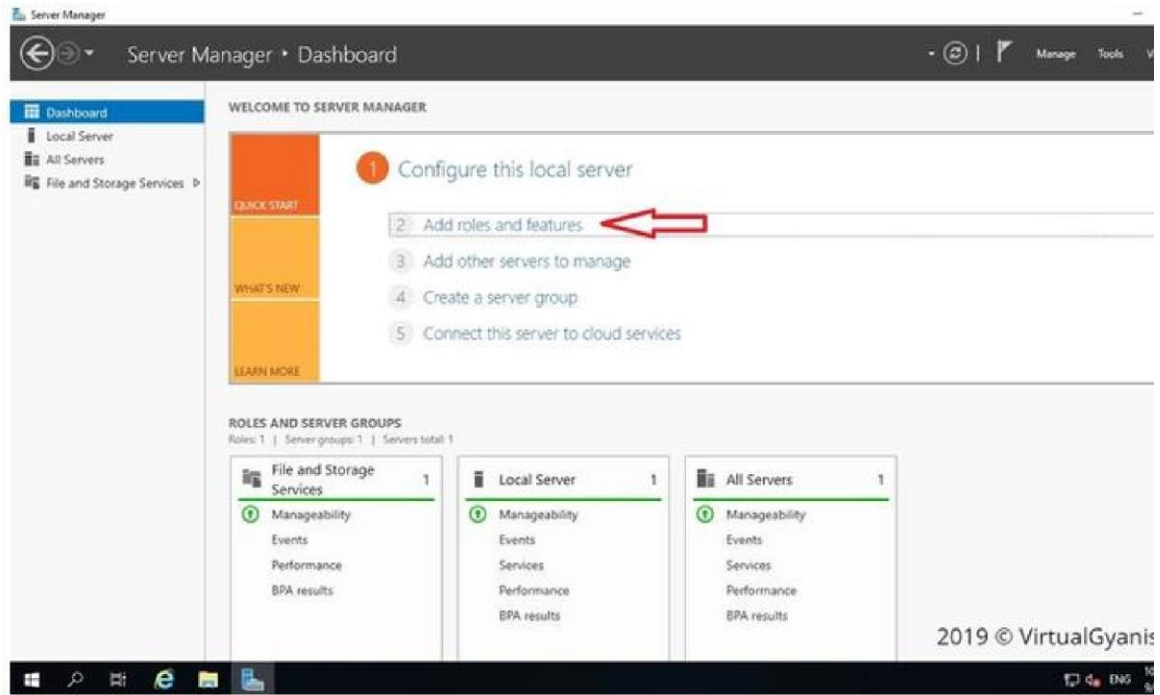 Server Manager
Server Manager • Dashboard
Manage Tools
Dashboard
Local Server
All Servers
File and Storage Services
WELCOME TO SERVER MANAGER
QUICK START
WHAT'S NEW
LEARN MORE
1 Configure this local server
2 Add roles and features
3 Add other servers to manage
4 Create a server group
5 Connect this server to cloud services
ROLES AND SERVER GROUPS
Roles: 1 | Server groups: 1 | Servers total: 1
File and Storage
Services 1
Manageability
Events
Performance
BPA results
Local Server 1
Manageability
Events
Services
Performance
BPA results
All Servers 1
Manageability
Events
Services
Performance
BPA results
2019 © VirtualGyanis
ENG